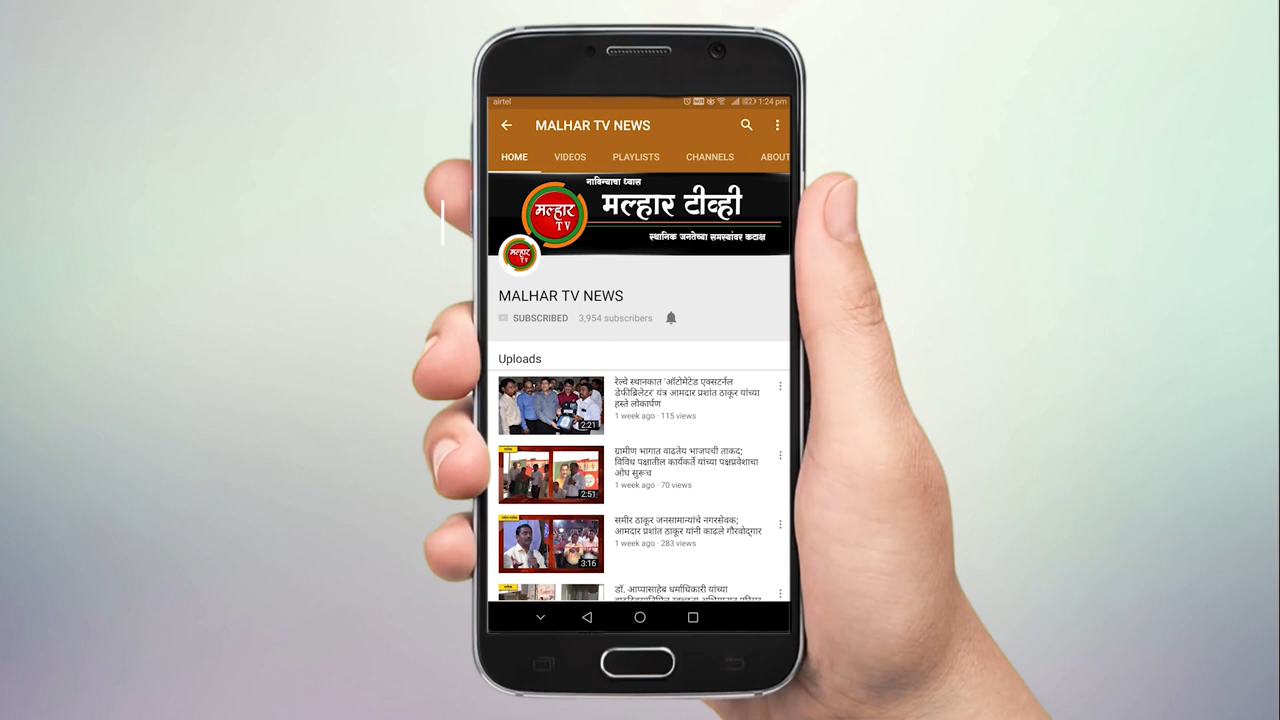 airtel 1:24 pm
MALHAR TV NEWS
HOME VIDEOS PLAYLISTS CHANNELS ABOUT
नाविन्याचा ध्यास
मल्हार टीव्ही
स्थानिक जनतेच्या समस्यांवर कटाक्ष
मल्हार
TV
मल्हार
TV
MALHAR TV NEWS
SUBSCRIBED 3,954 subscribers
Uploads
रेल्वे स्थानकात 'ऑटोमेटेड एक्सटर्नल
डेफीब्रिलेटर' यंत्र आमदार प्रशांत ठाकूर यांच्या
हस्ते लोकार्पण
1 week ago · 115 views
2:21
ग्रामीण भागात वाढतेय भाजपची ताकद;
विविध पक्षातील कार्यकर्ते यांच्या पक्षप्रवेशाचा
ओघ सुरूच
1 week ago · 70 views
2:51
समीर ठाकूर जनसामान्यांचे नगरसेवक;
आमदार प्रशांत ठाकूर यांनी काढले गौरवोद्गार
1 week ago · 283 views
3:16
डॉ. आप्पासाहेब धर्माधिकारी यांच्या